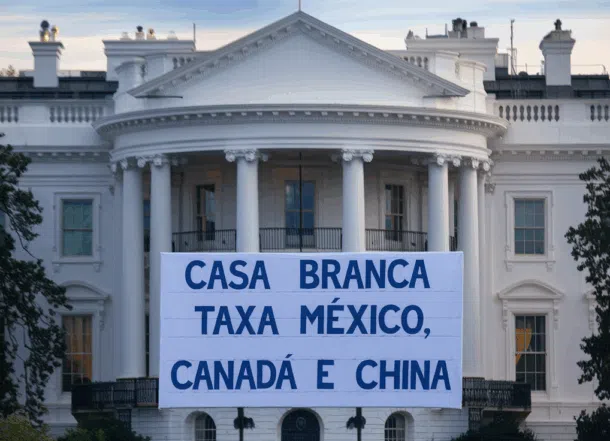 CASA BRANCA
TAXA MÉXICO,
CANADÁ E CHINA